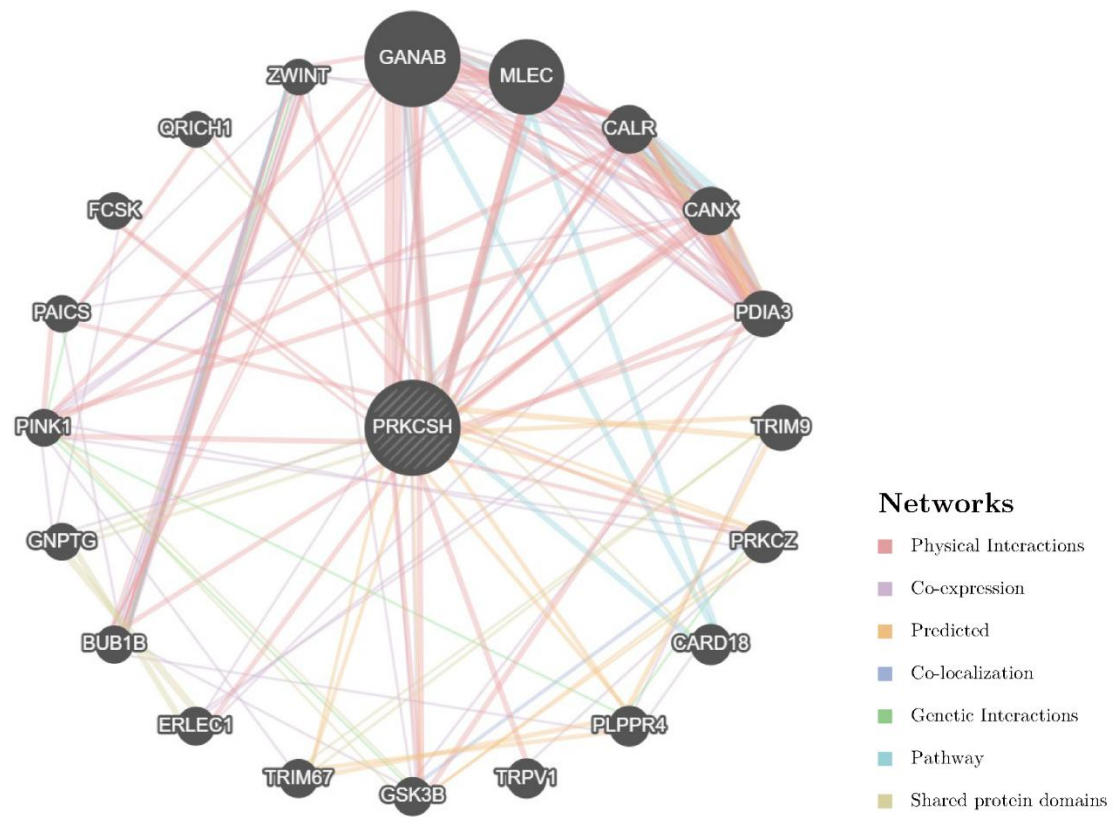 GANAB
MLEC
ZWINT
CALR
QRICH1
CANX
FCSK
PAICS
PDIA3
PRKCSH
PINK1
TRIM9
GNPTG
PRKCZ
BUB1B
CARD18
ERLEC1
PLPPR4
TRIM67
TRPV1
GSK3B
Networks
Physical Interactions
Co-expression
Predicted
Co-localization
Genetic Interactions
Pathway
Shared protein domains